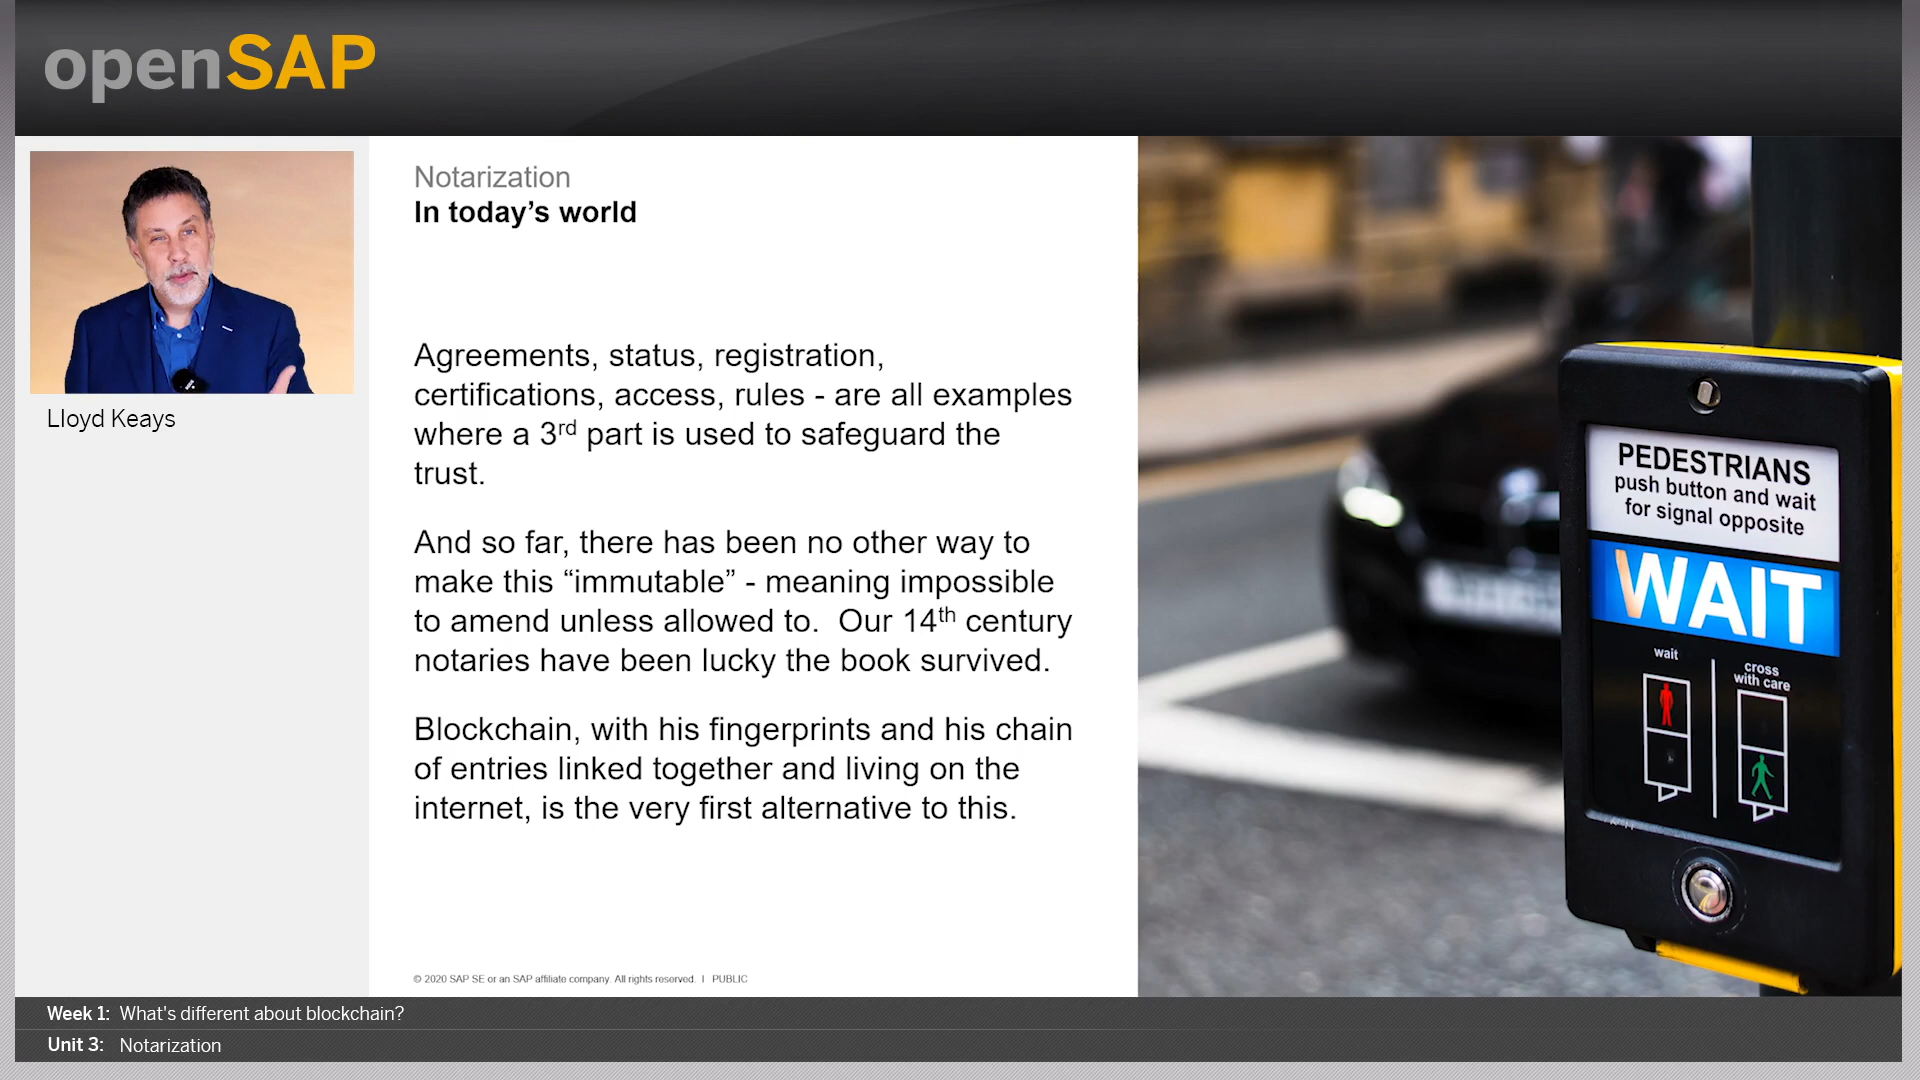 openSAP
Lloyd Keays
Notarization
In today’s world
Agreements, status, registration,
certifications, access, rules - are all examples
where a 3rd part is used to safeguard the
trust.
And so far, there has been no other way to
make this “immutable” - meaning impossible
to amend unless allowed to.  Our 14th century
notaries have been lucky the book survived.
Blockchain, with his fingerprints and his chain
of entries linked together and living on the
internet, is the very first alternative to this.
© 2020 SAP SE or an SAP affiliate company. All rights reserved. I PUBLIC
PEDESTRIANS
push button and wait
for signal opposite
WAIT
wait
cross
with care
Week 1: What's different about blockchain?
Unit 3: Notarization